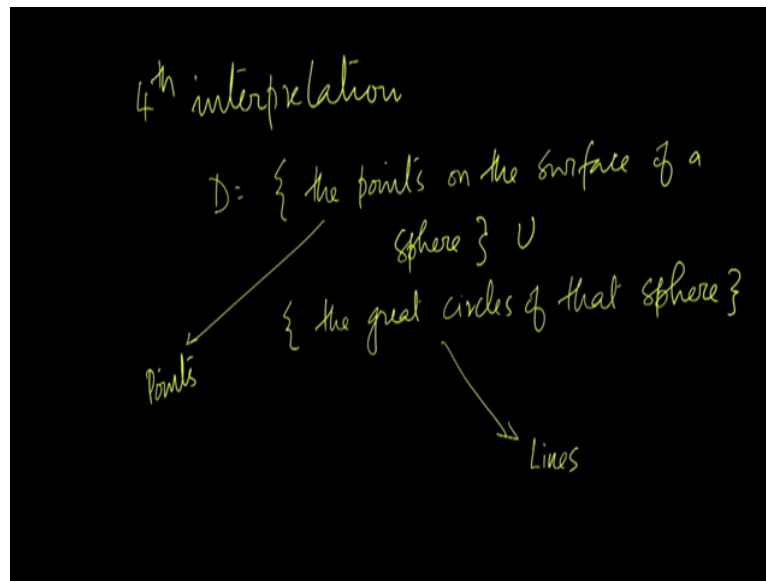 4th interpretation
D = { the points on the surface of a
sphere } ∪
{ the great circles of that sphere }
Points
Lines